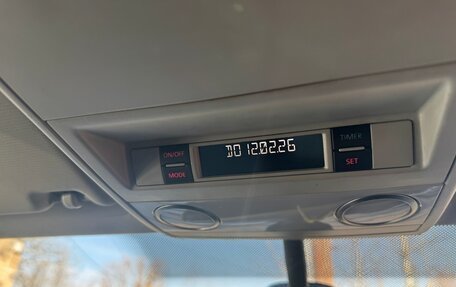 ON/OFF
MODE
DO 12.02.26
TIMER
SET